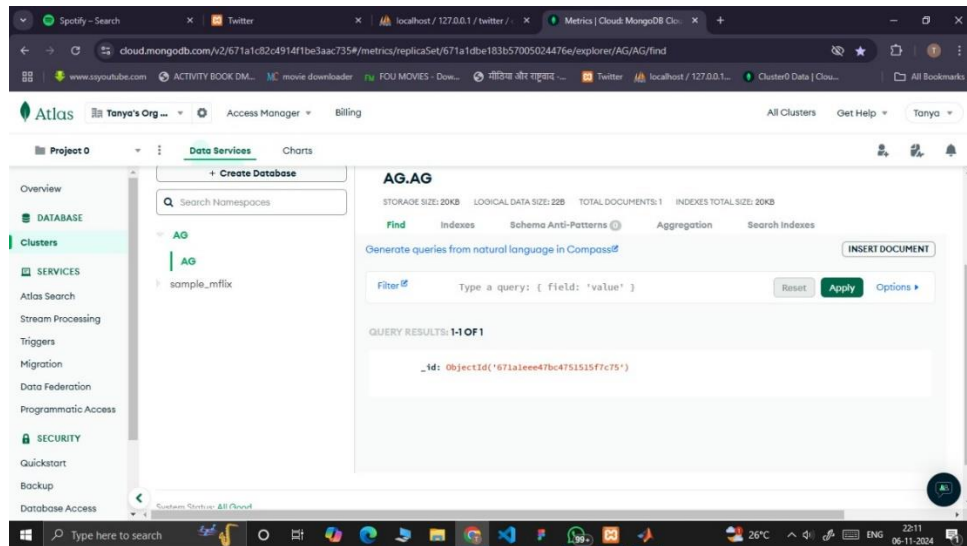 Spotify – Search
Twitter
localhost / 127.0.0.1 / twitter /
Metrics | Cloud: MongoDB Clou
cloud.mongodb.com/v2/671a1c82c4914f1be3aac735#/metrics/replicaSet/671a1dbe183b57005024476e/explorer/AG/AG/find
www.ssyoutube.com
ACTIVITY BOOK DM...
movie downloader
FOU MOVIES - Dow...
मीडिया और राष्ट्रवाद -...
Twitter
localhost / 127.0.0.1...
Cluster0 Data | Clou...
All Bookmarks
Atlas
Tanya's Org ...
Access Manager
Billing
All Clusters
Get Help
Tanya
Project 0
Data Services
Charts
Overview
DATABASE
Clusters
SERVICES
Atlas Search
Stream Processing
Triggers
Migration
Data Federation
Programmatic Access
SECURITY
Quickstart
Backup
Database Access
+ Create Database
Search Namespaces
AG
AG
sample_mflix
System Status: All Good
AG.AG
STORAGE SIZE: 20KB LOGICAL DATA SIZE: 22B TOTAL DOCUMENTS: 1 INDEXES TOTAL SIZE: 20KB
Find Indexes Schema Anti-Patterns 0 Aggregation Search Indexes
Generate queries from natural language in Compass
INSERT DOCUMENT
Filter
Type a query: { field: 'value' }
Reset
Apply
Options
QUERY RESULTS: 1-1 OF 1
_id: ObjectId('671a1eee47bc4751515f7c75')
Type here to search
99+
26°C
ENG
22:11
06-11-2024